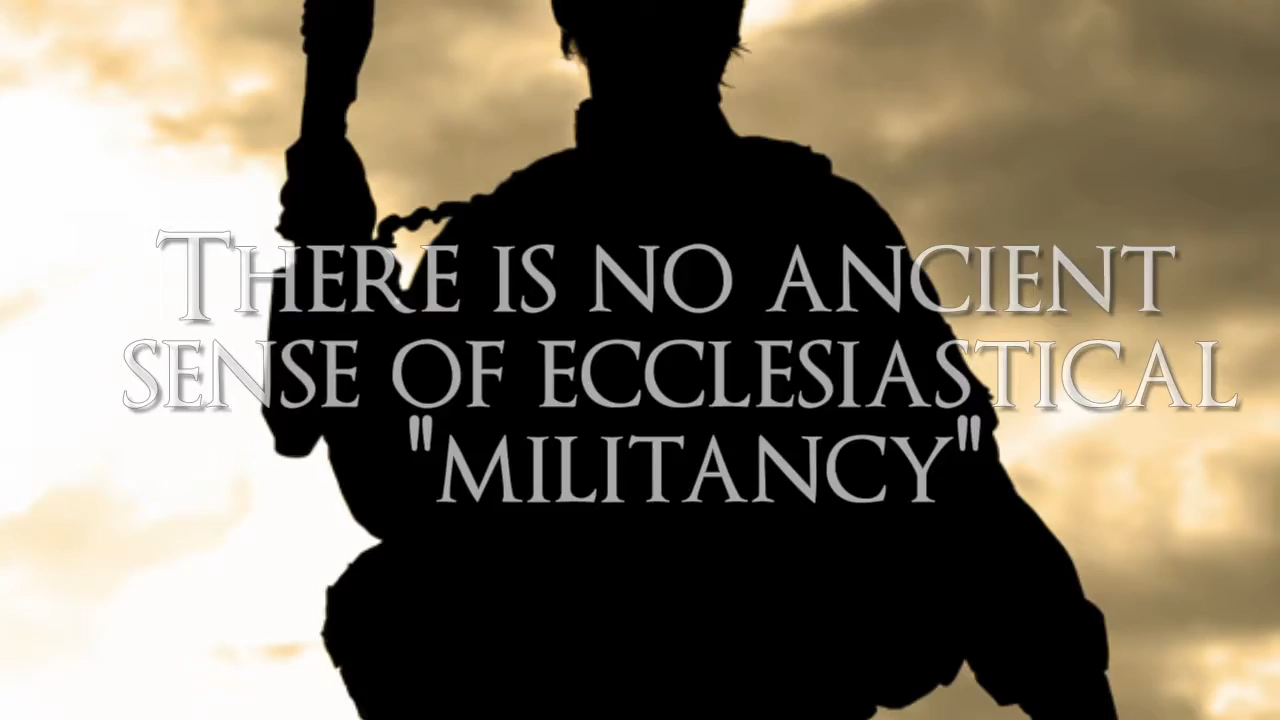 There is no ancient
sense of ecclesiastical
"militancy"